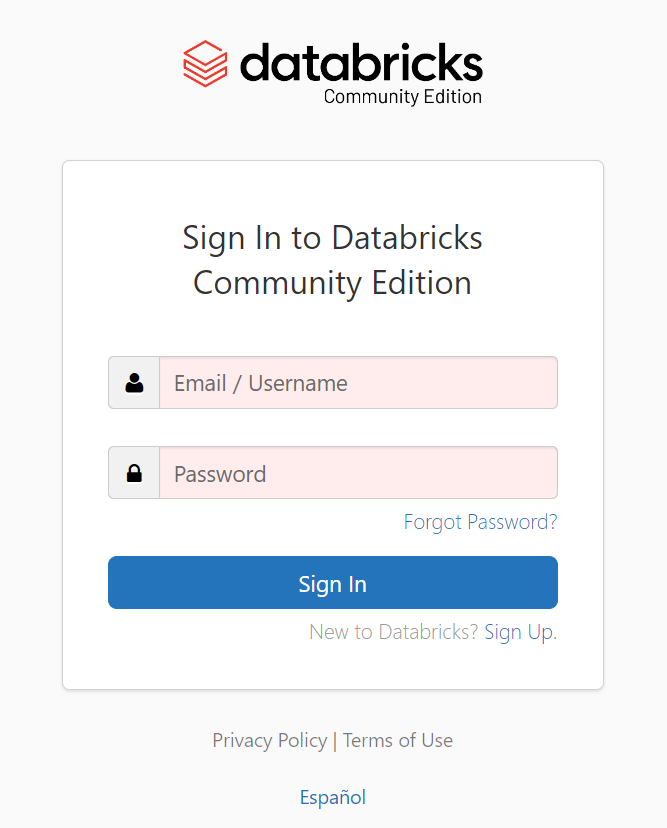 databricks
Community Edition
Sign In to Databricks
Community Edition
Email / Username
Password
Forgot Password?
Sign In
New to Databricks? Sign Up.
Privacy Policy | Terms of Use
Español